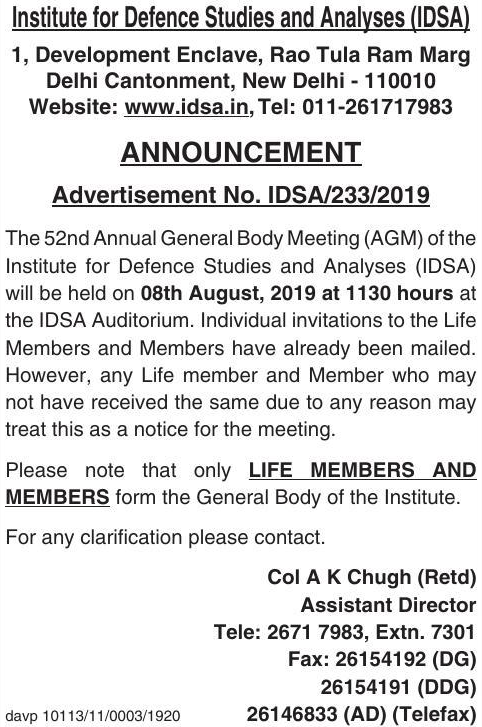 Institute for Defence Studies and Analyses (IDSA)
1, Development Enclave, Rao Tula Ram Marg
Delhi Cantonment, New Delhi - 110010
Website: www.idsa.in, Tel: 011-261717983
ANNOUNCEMENT
Advertisement No. IDSA/233/2019
The 52nd Annual General Body Meeting (AGM) of the
Institute for Defence Studies and Analyses (IDSA)
will be held on 08th August, 2019 at 1130 hours at
the IDSA Auditorium. Individual invitations to the Life
Members and Members have already been mailed.
However, any Life member and Member who may
not have received the same due to any reason may
treat this as a notice for the meeting.
Please note that only LIFE MEMBERS AND
MEMBERS form the General Body of the Institute.
For any clarification please contact.
Col A K Chugh (Retd)
Assistant Director
Tele: 2671 7983, Extn. 7301
Fax: 26154192 (DG)
26154191 (DDG)
davp 10113/11/0003/1920 26146833 (AD) (Telefax)